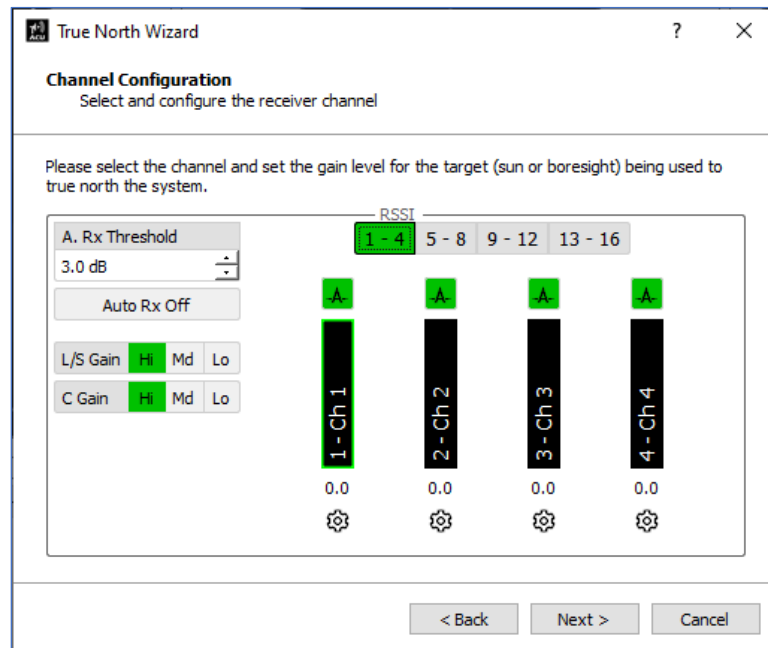 ACU
True North Wizard
?
Channel Configuration
Select and configure the receiver channel
Please select the channel and set the gain level for the target (sun or boresight) being used to
true north the system.
RSSI
A. Rx Threshold
1 - 4 5 - 8 9 - 12 13 - 16
3.0 dB
Auto Rx Off
A A A A
L/S Gain Hi Md Lo
C Gain Hi Md Lo
1 - Ch 1
2 - Ch 2
3 - Ch 3
4 - Ch 4
0.0 0.0 0.0 0.0
< Back Next > Cancel